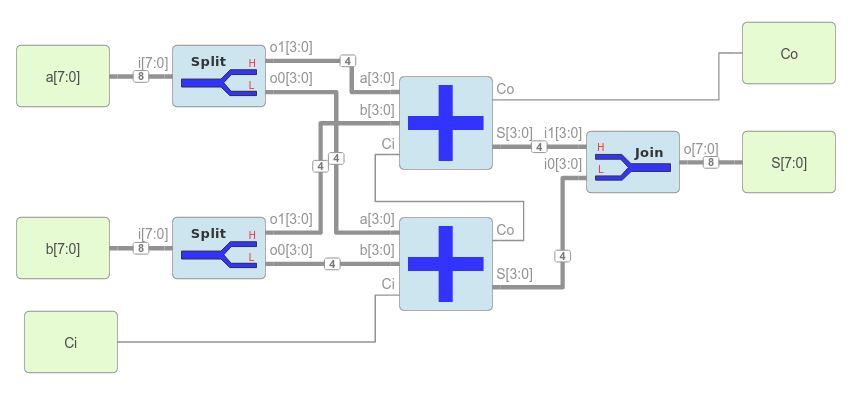 a[7:0]
i[7:0]
8
Split
H
L
o1[3:0]
4
o0[3:0]
a[3:0]
b[3:0]
Ci
Co
S[3:0]
4
i1[3:0]
i0[3:0]
H
L
Join
o[7:0]
8
S[7:0]
Co
4
4
b[7:0]
i[7:0]
8
Split
H
L
o1[3:0]
o0[3:0]
4
a[3:0]
b[3:0]
Ci
Co
S[3:0]
4
Ci